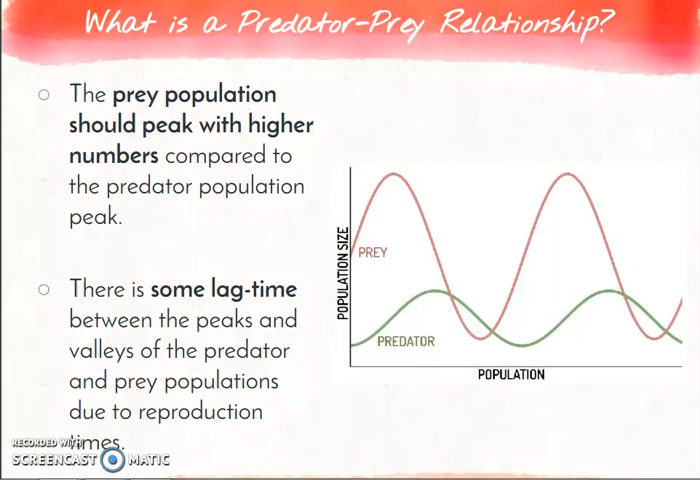 What is a Predator-Prey Relationship?
○ The prey population
should peak with higher
numbers compared to
the predator population
peak.
○ There is some lag-time
between the peaks and
valleys of the predator
and prey populations
due to reproduction
times.
POPULATION SIZE
PREY
PREDATOR
POPULATION
RECORDED WITH
SCREENCAST MATIC